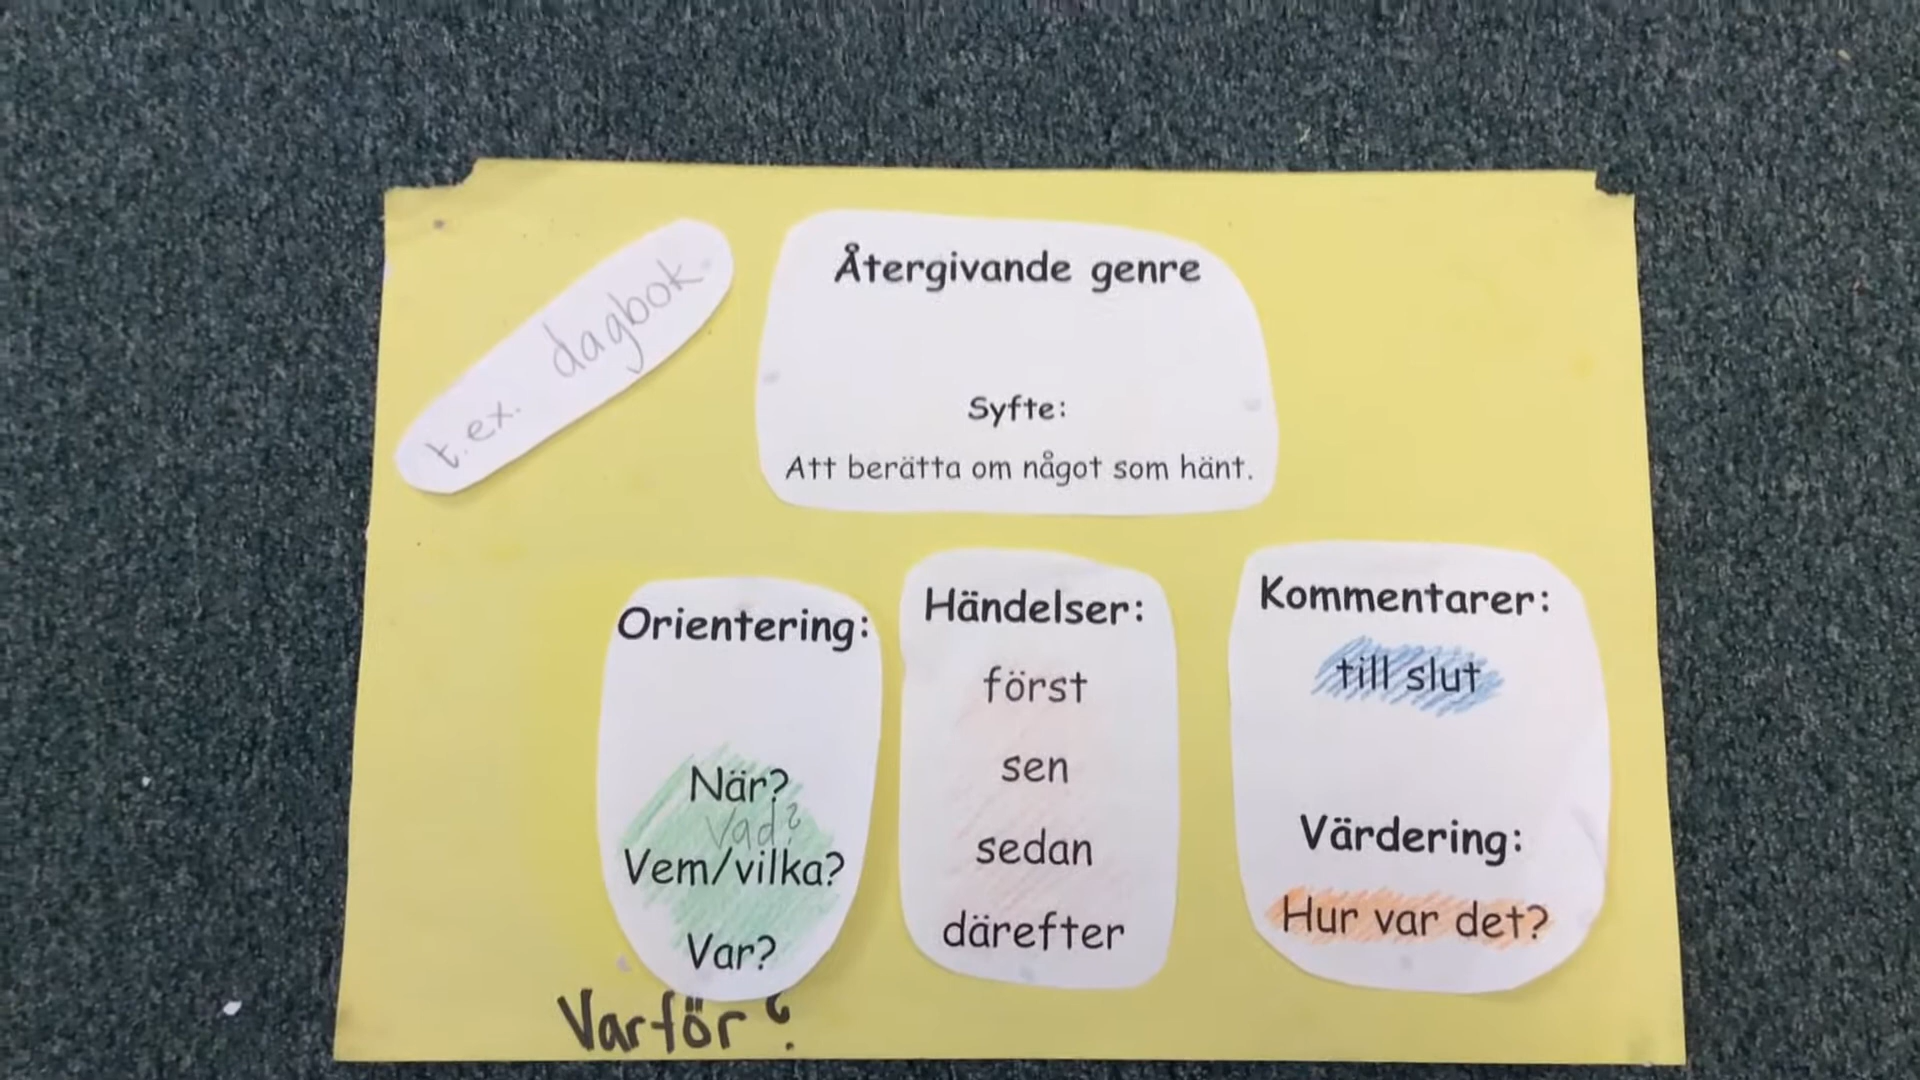 t.ex. dagbok
Återgivande genre
Syfte:
Att berätta om något som hänt.
Orientering:
När?
Vad?
Vem/vilka?
Var?
Varför?
Händelser:
först
sen
sedan
därefter
Kommentarer:
till slut
Värdering:
Hur var det?